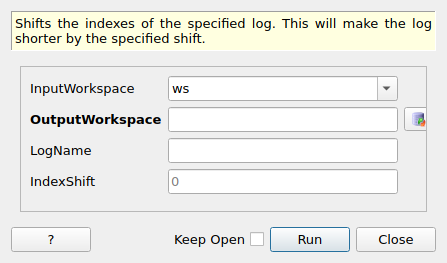 Shifts the indexes of the specified log. This will make the log
shorter by the specified shift.
InputWorkspace ws
OutputWorkspace
LogName
IndexShift 0
? Keep Open Run Close